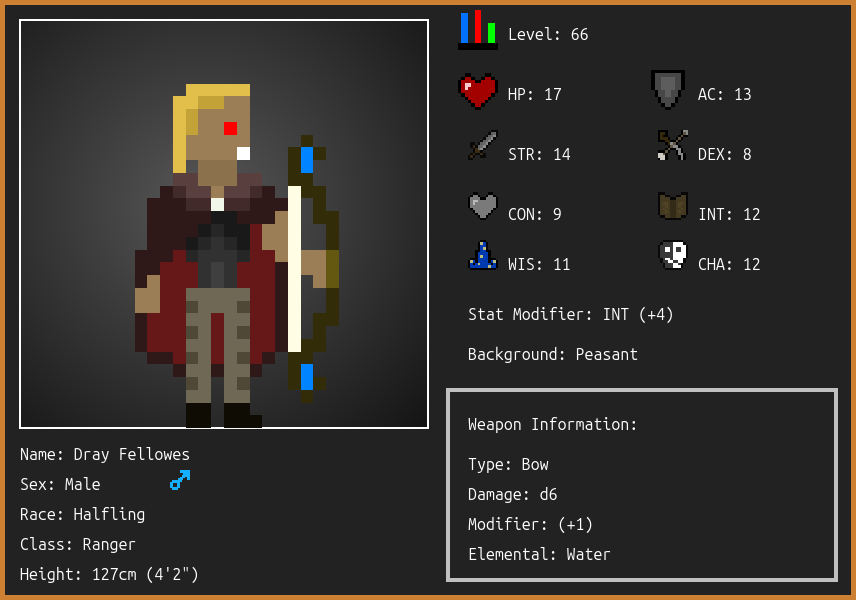 Level: 66
HP: 17
AC: 13
STR: 14
DEX: 8
CON: 9
INT: 12
WIS: 11
CHA: 12
Stat Modifier: INT (+4)
Background: Peasant
Weapon Information:
Type: Bow
Damage: d6
Modifier: (+1)
Elemental: Water
Name: Dray Fellowes
Sex: Male
Race: Halfling
Class: Ranger
Height: 127cm (4'2")